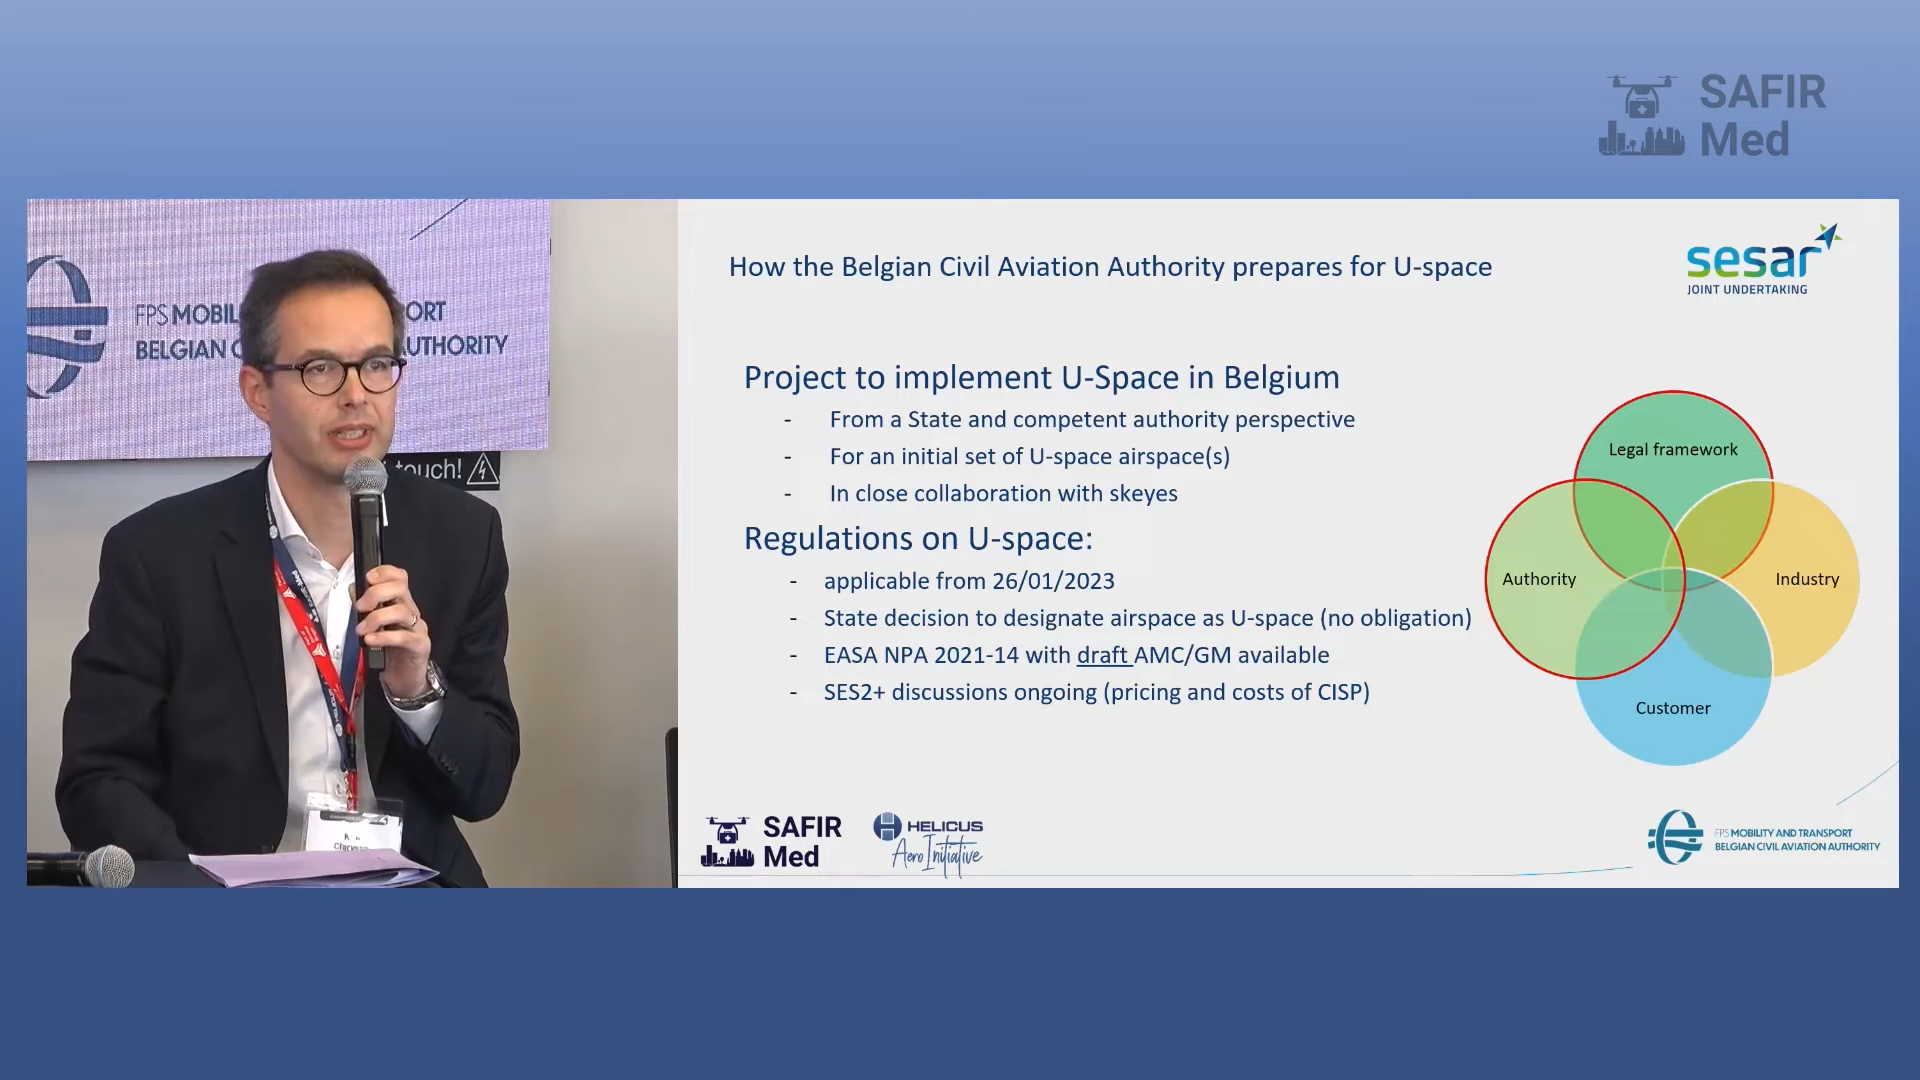 SAFIR
Med
FPS MOBIL ORT
BELGIAN C AUTHORITY
touch!
How the Belgian Civil Aviation Authority prepares for U-space
sesar
JOINT UNDERTAKING
Project to implement U-Space in Belgium
- From a State and competent authority perspective
- For an initial set of U-space airspace(s)
- In close collaboration with skeyes
Regulations on U-space:
- applicable from 26/01/2023
- State decision to designate airspace as U-space (no obligation)
- EASA NPA 2021-14 with draft AMC/GM available
- SES2+ discussions ongoing (pricing and costs of CISP)
Legal framework
Authority
Industry
Customer
SAFIR
Med
HELICUS
Aero Initiative
FPS MOBILITY AND TRANSPORT
BELGIAN CIVIL AVIATION AUTHORITY